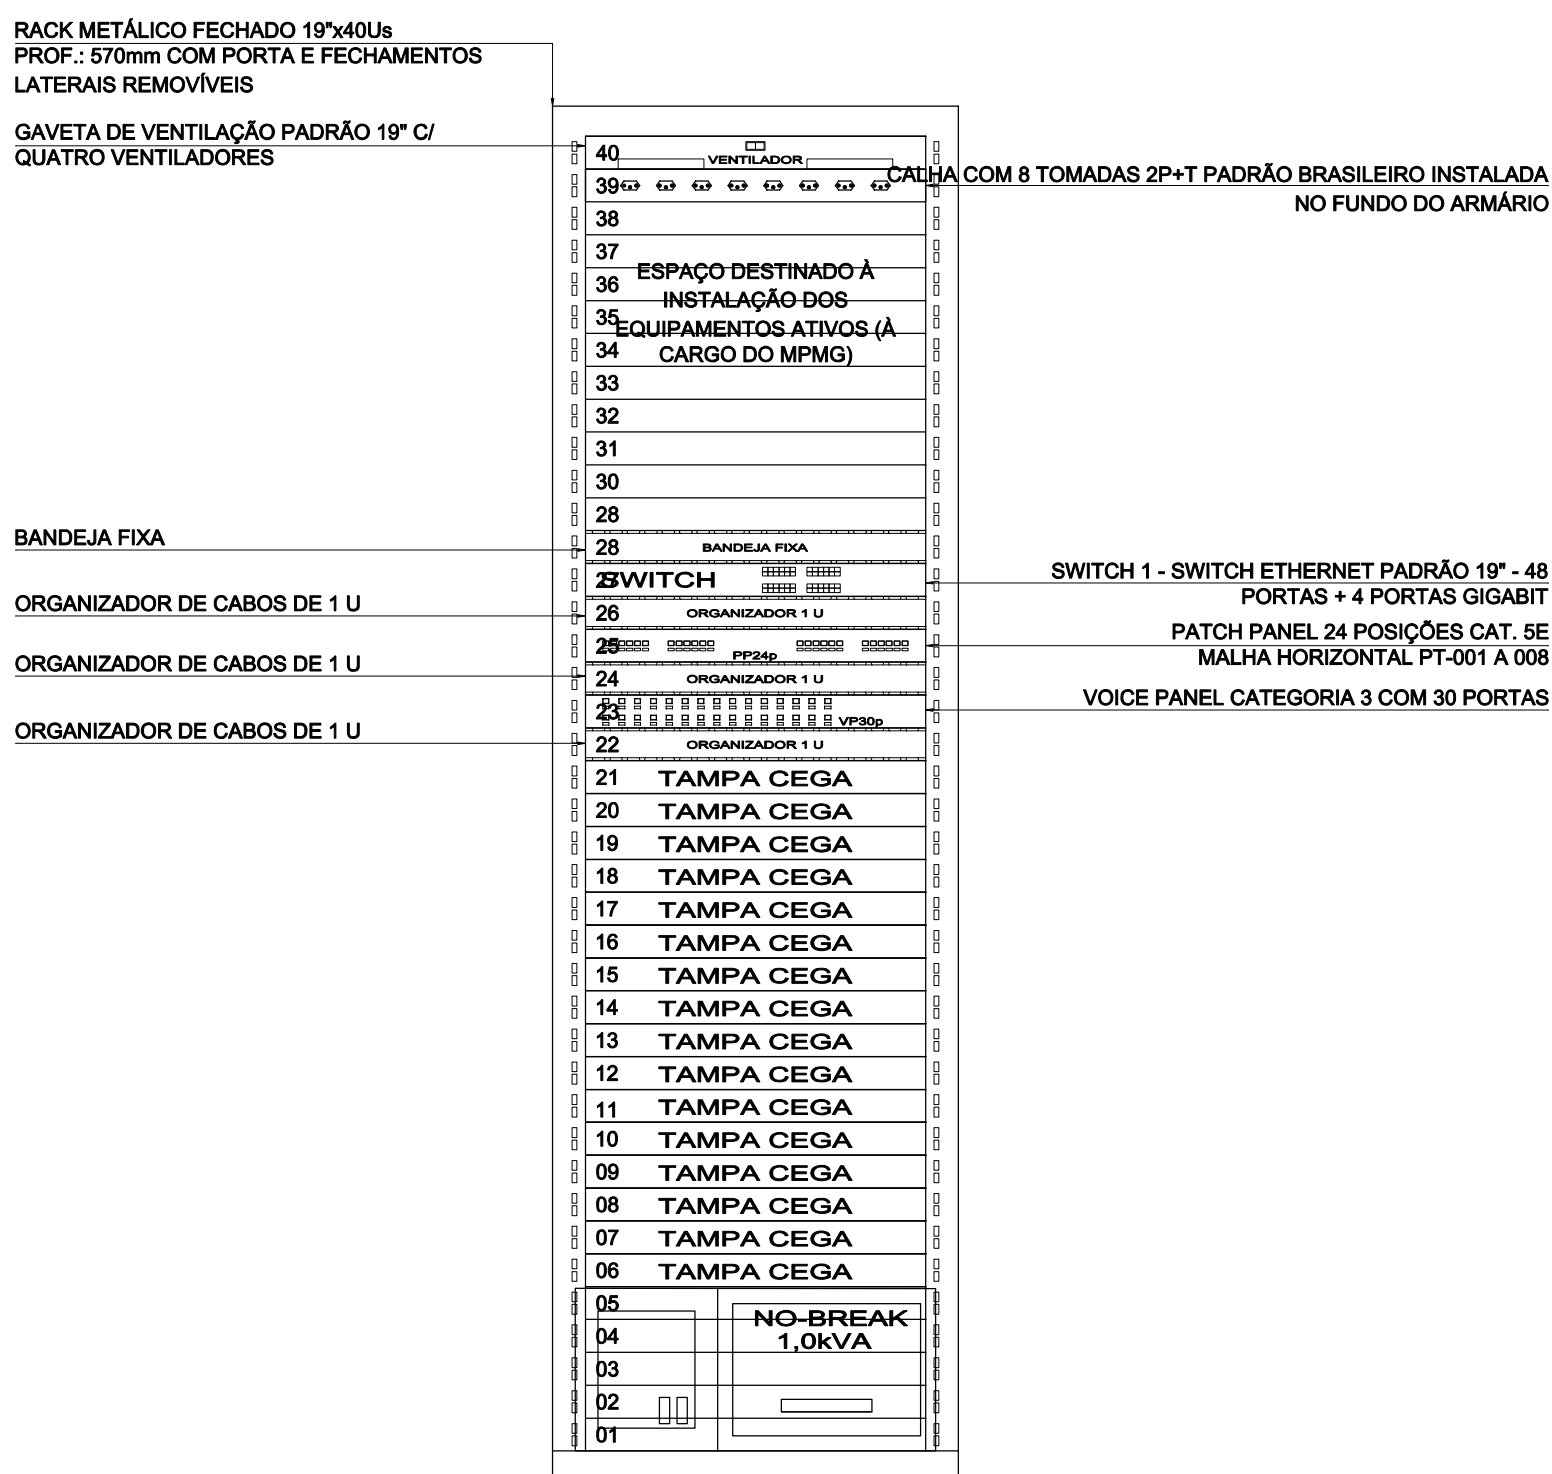 RACK METÁLICO FECHADO 19"x40Us
PROF.: 570mm COM PORTA E FECHAMENTOS
LATERAIS REMOVÍVEIS
GAVETA DE VENTILAÇÃO PADRÃO 19" C/
QUATRO VENTILADORES
40
VENTILADOR
CALHA COM 8 TOMADAS 2P+T PADRÃO BRASILEIRO INSTALADA
NO FUNDO DO ARMÁRIO
39
38
37
ESPAÇO DESTINADO À
36
INSTALAÇÃO DOS
35
EQUIPAMENTOS ATIVOS (À
34
CARGO DO MPMG)
33
32
31
30
28
BANDEJA FIXA
28
BANDEJA FIXA
27
SWITCH
SWITCH 1 - SWITCH ETHERNET PADRÃO 19" - 48
PORTAS + 4 PORTAS GIGABIT
ORGANIZADOR DE CABOS DE 1 U
26
ORGANIZADOR 1 U
25
PP24p
PATCH PANEL 24 POSIÇÕES CAT. 5E
MALHA HORIZONTAL PT-001 A 008
ORGANIZADOR DE CABOS DE 1 U
24
ORGANIZADOR 1 U
23
VP30p
VOICE PANEL CATEGORIA 3 COM 30 PORTAS
ORGANIZADOR DE CABOS DE 1 U
22
ORGANIZADOR 1 U
21 TAMPA CEGA
20 TAMPA CEGA
19 TAMPA CEGA
18 TAMPA CEGA
17 TAMPA CEGA
16 TAMPA CEGA
15 TAMPA CEGA
14 TAMPA CEGA
13 TAMPA CEGA
12 TAMPA CEGA
11 TAMPA CEGA
10 TAMPA CEGA
09 TAMPA CEGA
08 TAMPA CEGA
07 TAMPA CEGA
06 TAMPA CEGA
05
NO-BREAK
04
1,0kVA
03
02
01